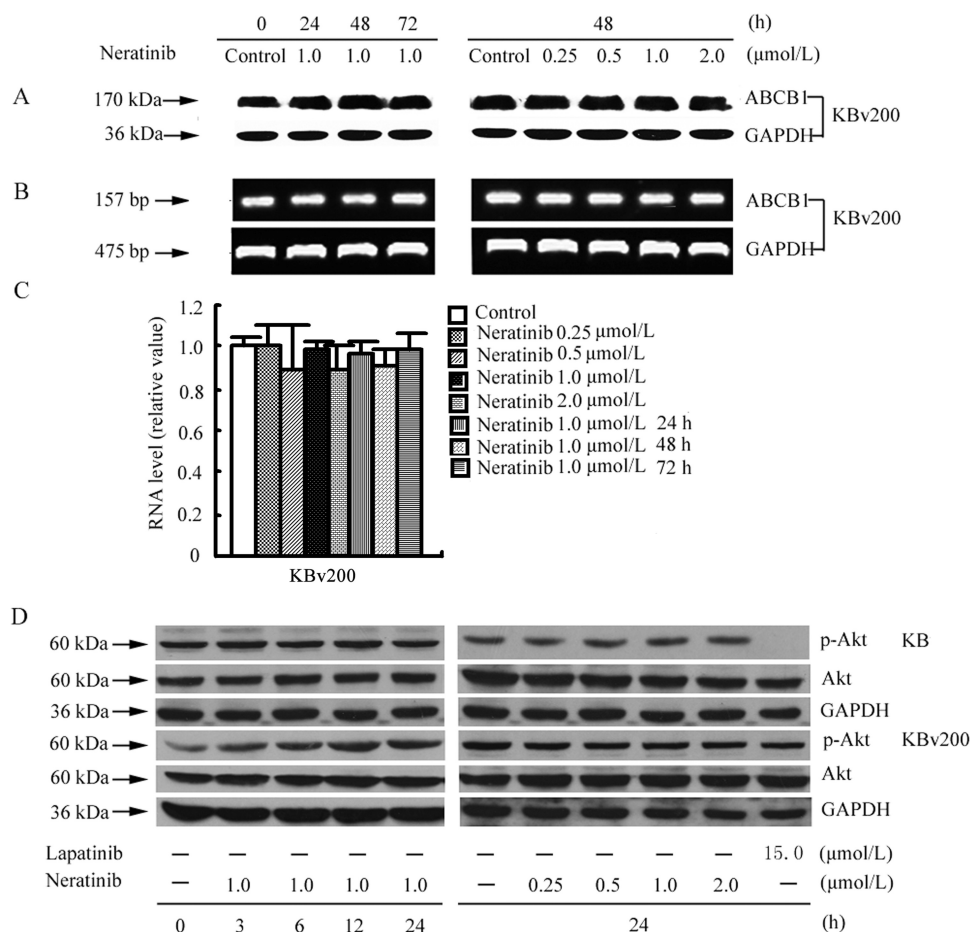 0 24 48 72 (h) 48
Neratinib Control 1.0 1.0 1.0 Control 0.25 0.5 1.0 2.0 (μmol/L)
A
170 kDa ABCB1
36 kDa GAPDH
KBv200
B
157 bp ABCB1
475 bp GAPDH
KBv200
C
RNA level (relative value)
1.2
1.0
0.8
0.6
0.4
0.2
0
KBv200
Control
Neratinib 0.25 μmol/L
Neratinib 0.5 μmol/L
Neratinib 1.0 μmol/L
Neratinib 2.0 μmol/L
Neratinib 1.0 μmol/L 24 h
Neratinib 1.0 μmol/L 48 h
Neratinib 1.0 μmol/L 72 h
D
60 kDa p-Akt KB
60 kDa Akt
36 kDa GAPDH
60 kDa p-Akt KBv200
60 kDa Akt
36 kDa GAPDH
Lapatinib — — — — — — — — — — 15.0 (μmol/L)
Neratinib — 1.0 1.0 1.0 1.0 — 0.25 0.5 1.0 2.0 — (μmol/L)
0 3 6 12 24 24 (h)